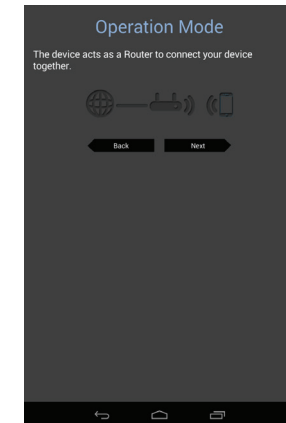 Operation Mode
The device acts as a Router to connect your device
together.
Back Next